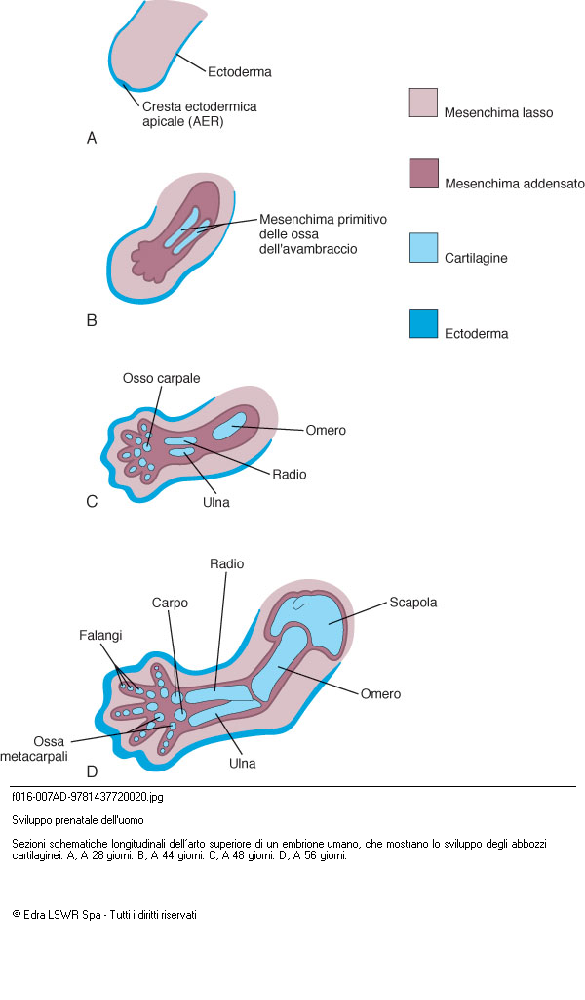 Ectoderma
Cresta ectodermica
apicale (AER)
A
Mesenchima lasso
Mesenchima addensato
Cartilagine
Ectoderma
Mesenchima primitivo
delle ossa
dell'avambraccio
B
Osso carpale
Omero
Radio
Ulna
C
Radio
Carpo
Scapola
Falangi
Omero
Ossa
metacarpali
Ulna
D
f016-007AD-9781437720020.jpg
Sviluppo prenatale dell'uomo
Sezioni schematiche longitudinali dell´arto superiore di un embrione umano, che mostrano lo sviluppo degli abbozzi
cartilaginei. A, A 28 giorni. B, A 44 giorni. C, A 48 giorni. D, A 56 giorni.
© Edra LSWR Spa - Tutti i diritti riservati